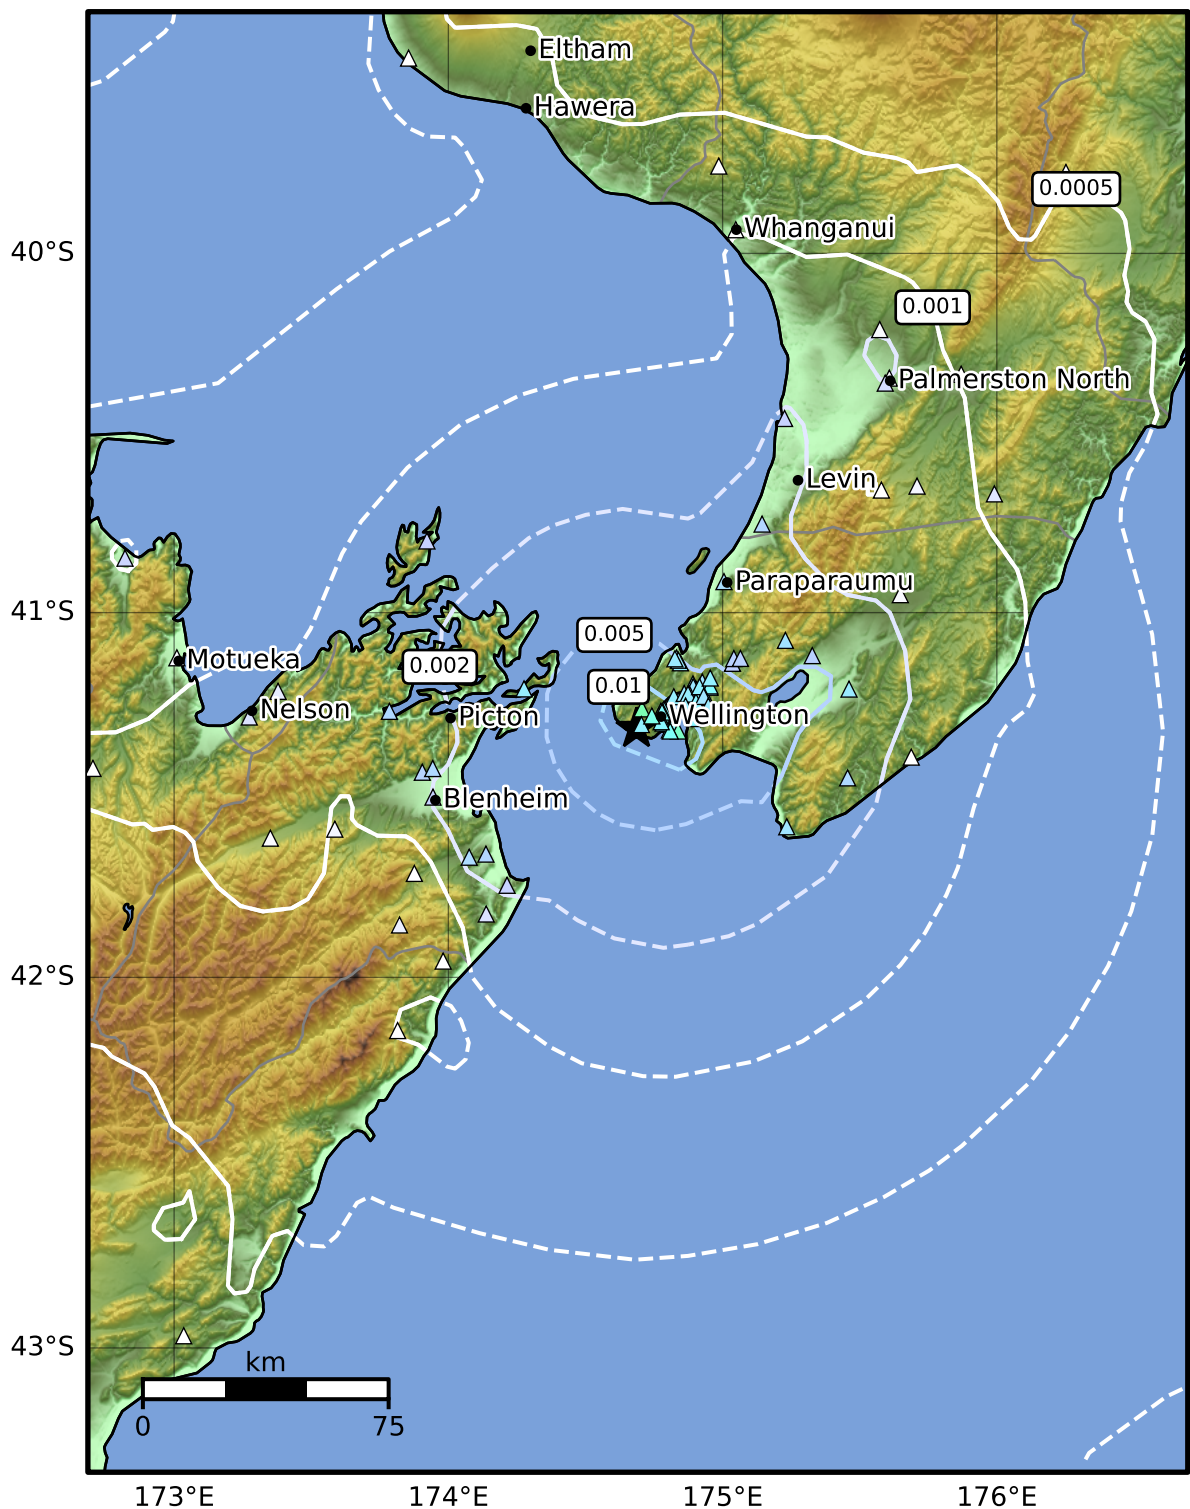 Eltham
Hawera
0.0005
Whanganui
40°S
0.001
Palmerston North
Levin
Paraparaumu
41°S
0.005
Motueka
0.002
0.01
Nelson
Picton
Wellington
Blenheim
42°S
43°S
km
0
75
173°E
174°E
175°E
176°E